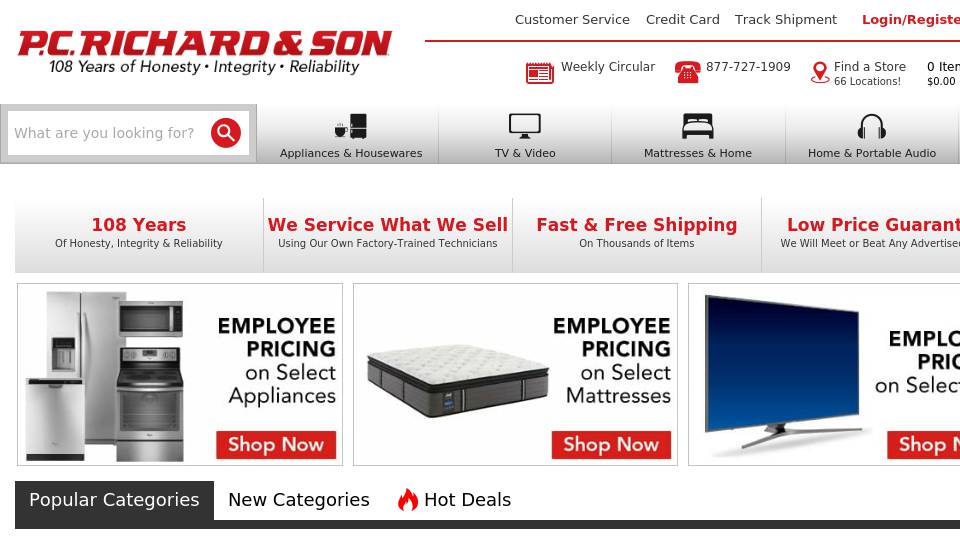 Customer Service Credit Card Track Shipment Login/Registe
P.C. RICHARD & SON
108 Years of Honesty • Integrity • Reliability
Weekly Circular 877-727-1909 Find a Store 0 Iten
66 Locations! $0.00
What are you looking for?
Appliances & Housewares TV & Video Mattresses & Home Home & Portable Audio
108 Years We Service What We Sell Fast & Free Shipping Low Price Guarant
Of Honesty, Integrity & Reliability Using Our Own Factory-Trained Technicians On Thousands of Items We Will Meet or Beat Any Advertise
EMPLOYEE
PRICING
on Select
Appliances
Shop Now
EMPLOYEE
PRICING
on Select
Mattresses
Shop Now
EMPLO
PRIC
on Select
Shop N
Popular Categories New Categories Hot Deals